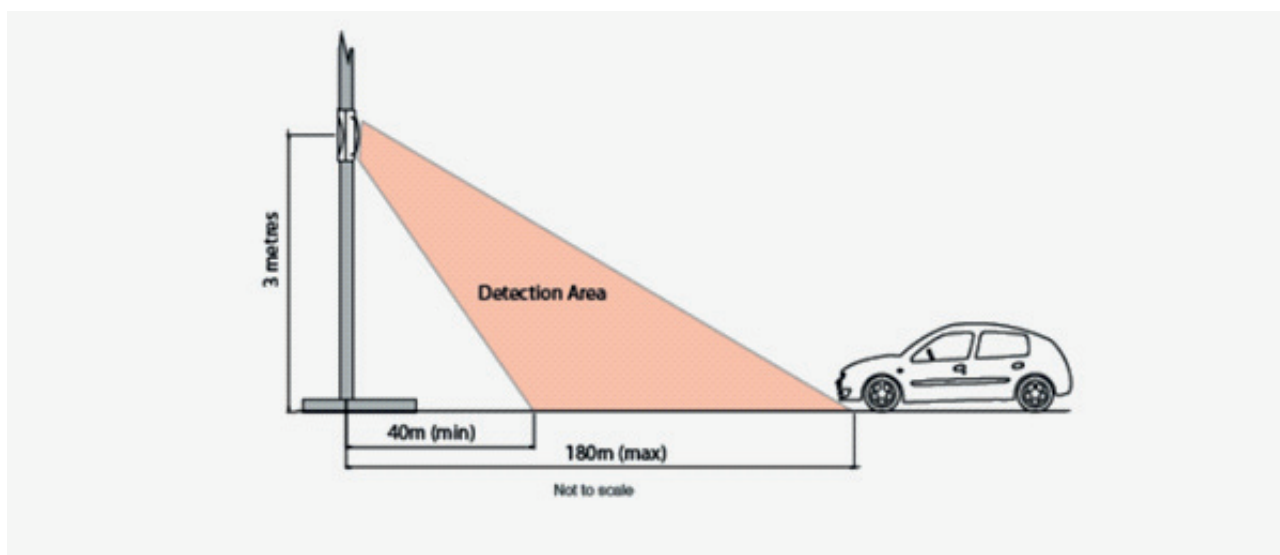 3 metres
Detection Area
40m (min)
180m (max)
Not to scale